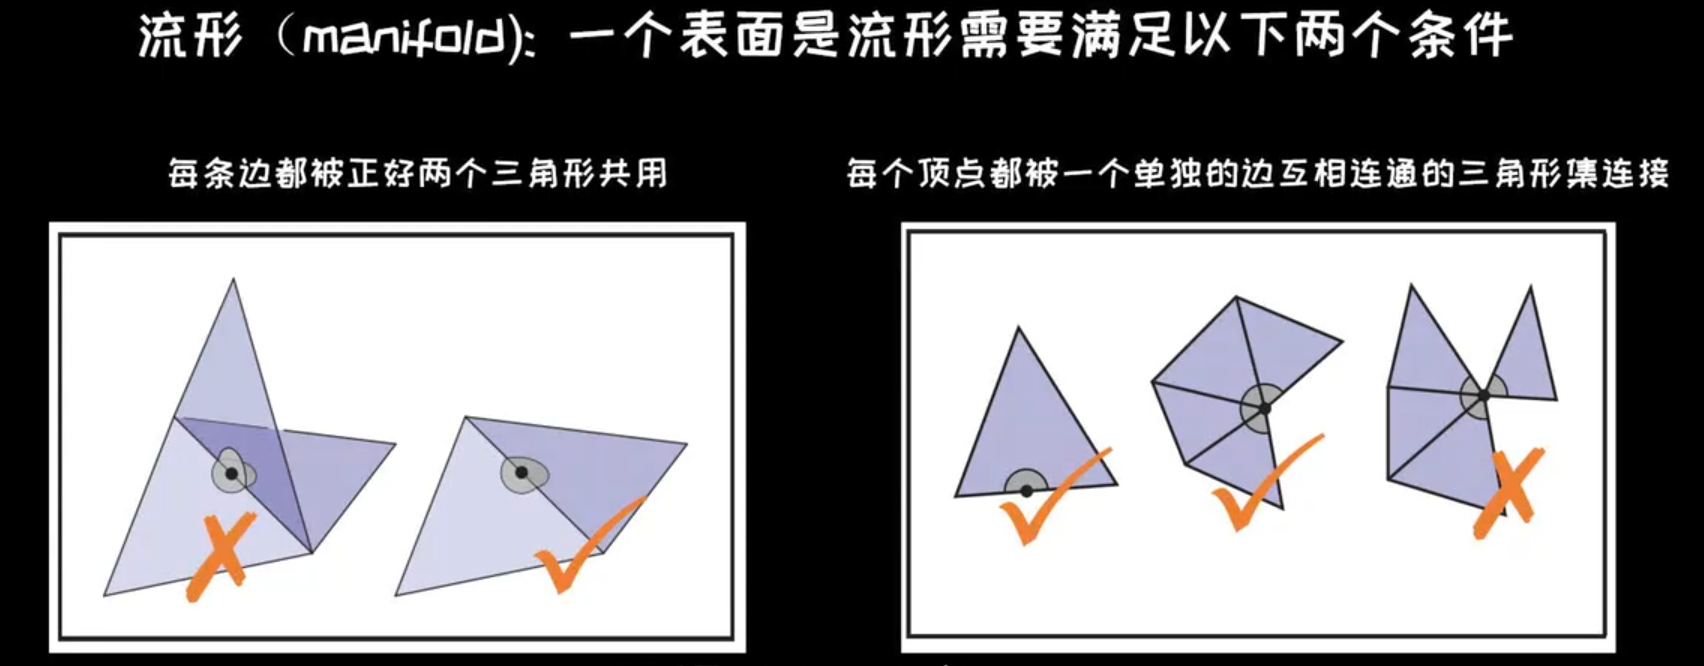 流形（manifold): 一个表面是流形需要满足以下两个条件
每条边都被正好两个三角形共用
每个顶点都被一个单独的边互相连通的三角形集连接